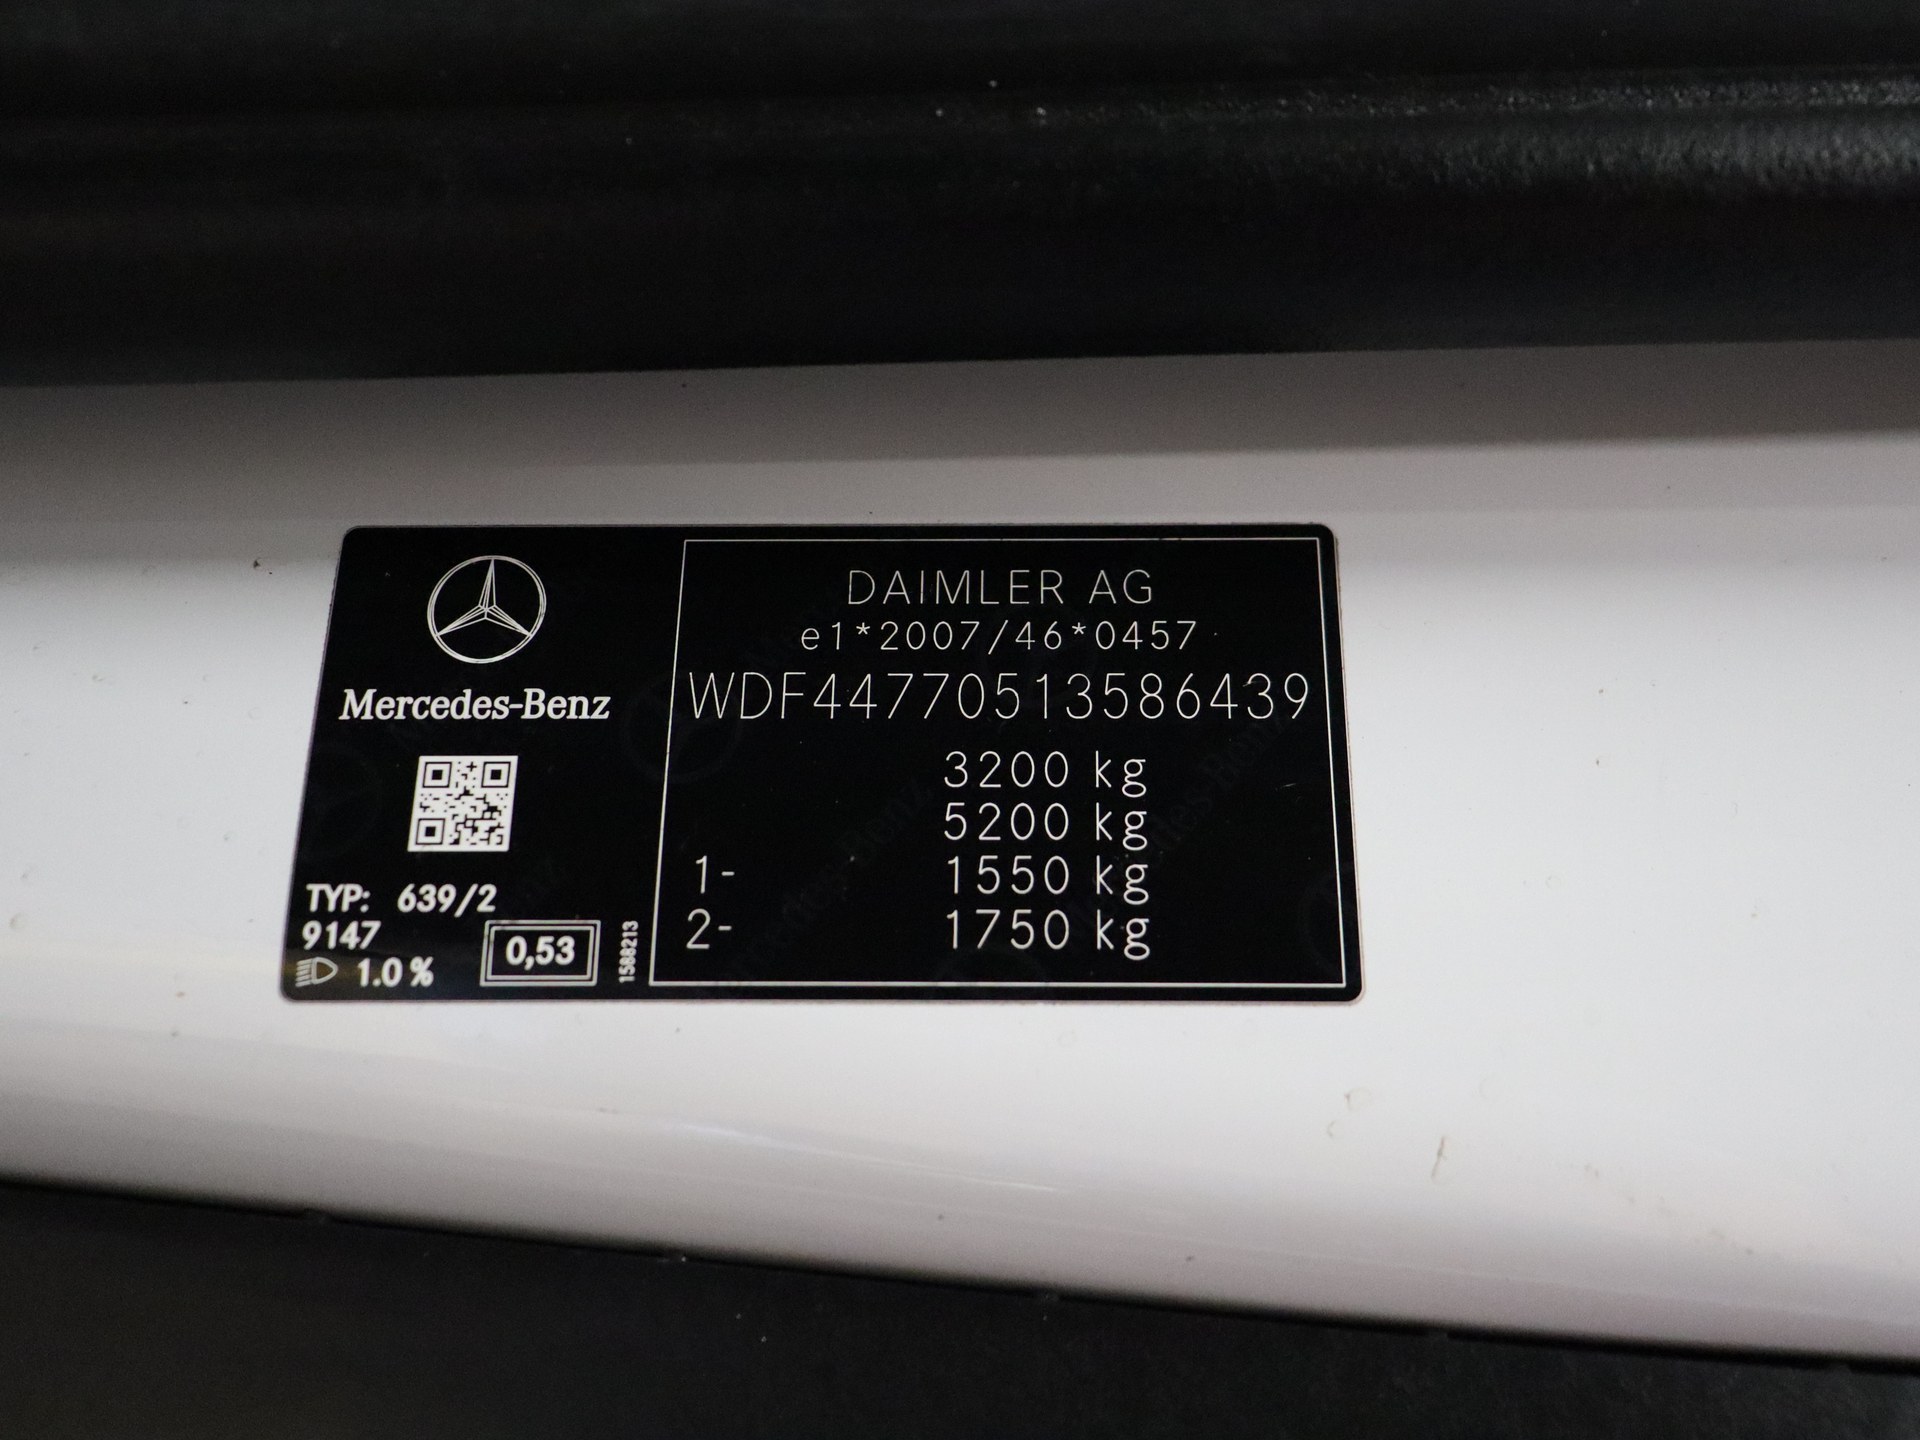 Mercedes-Benz
TYP: 639/2
9147
1.0 %
0,53
1588213
DAIMLER AG
e1*2007/46*0457
WDF44770513586439
3200 kg
5200 kg
1- 1550 kg
2- 1750 kg